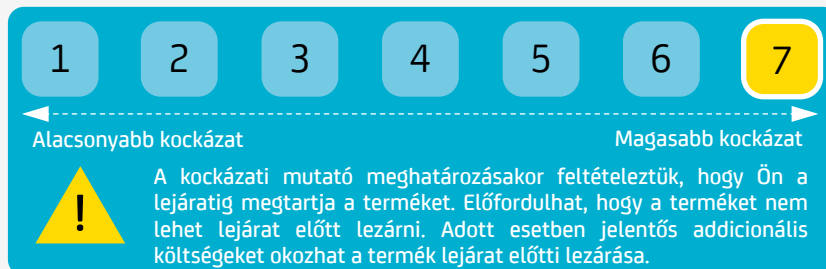 1 2 3 4 5 6 7
Alacsonyabb kockázat Magasabb kockázat
A kockázati mutató meghatározásakor feltételeztük, hogy Ön a
lejáratig megtartja a terméket. Előfordulhat, hogy a terméket nem
lehet lejárat előtt lezárni. Adott esetben jelentős addicionális
költségeket okozhat a termék lejárat előtti lezárása.
!